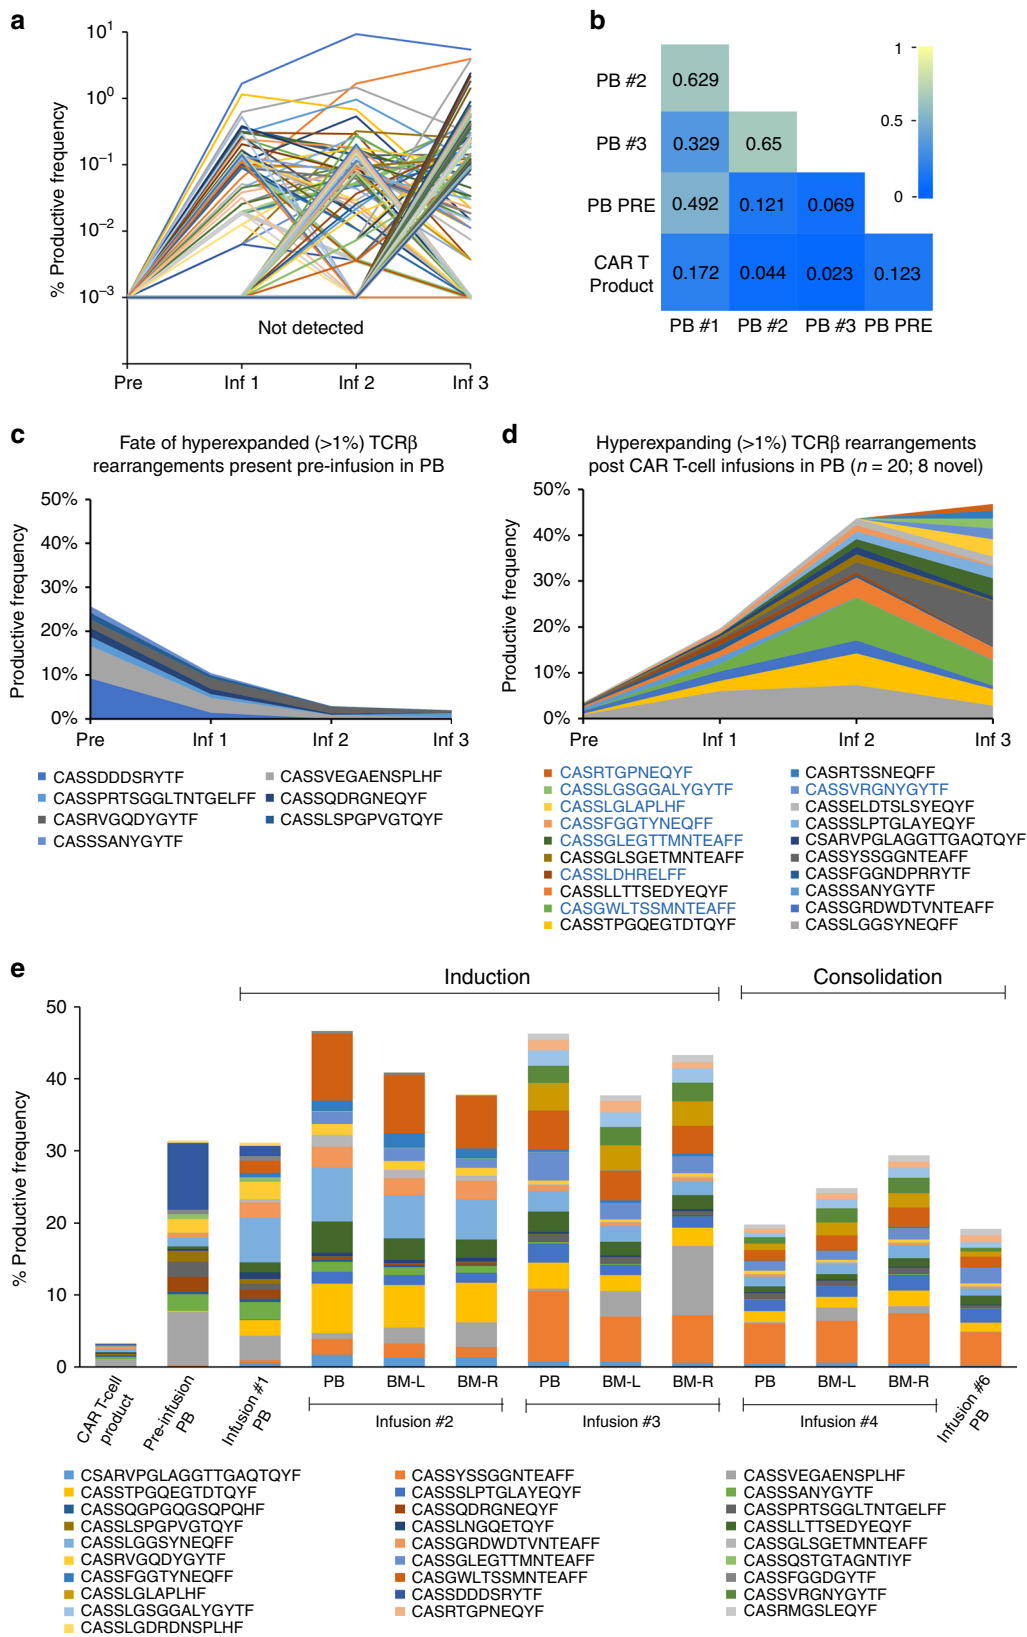 a
10¹
10⁰
10⁻¹
10⁻²
10⁻³
% Productive frequency
Not detected
Pre Inf 1 Inf 2 Inf 3
b
PB #2 0.629
PB #3 0.329 0.65
PB PRE 0.492 0.121 0.069
CAR T
Product 0.172 0.044 0.023 0.123
PB #1 PB #2 PB #3 PB PRE
1
0.5
0
c
Fate of hyperexpanded (>1%) TCRβ
rearrangements present pre-infusion in PB
50%
40%
30%
20%
10%
0%
Productive frequency
Pre Inf 1 Inf 2 Inf 3
CASSDDDSRYTF CASSVEGAENSPLHF
CASSPRTSGGLTNTGELFF CASSQDRGNEQYF
CASRVGQDYGYTF CASSLSPGPVGTQYF
CASSSANYGYTF
d
Hyperexpanding (>1%) TCRβ rearrangements
post CAR T-cell infusions in PB (n = 20; 8 novel)
50%
40%
30%
20%
10%
0%
Productive frequency
Pre Inf 1 Inf 2 Inf 3
CASRTGPNEQYF CASRTSSNEQFF
CASSLGSGGALYGYTF CASSVRGNYGYTF
CASSLGLAPLHF CASSELDTSLSYEQYF
CASSFGGTYNEQFF CASSSLPTGLAYEQYF
CASSGLEGTTMNTEAFF CSARVPGLAGGTTGAQTQYF
CASSGLSGETMNTEAFF CASSYSSGGNTEAFF
CASSLDHRELFF CASSFGGNDPRRYTF
CASSLLTTSEDYEQYF CASSSANYGYTF
CASGWLTSSMNTEAFF CASSGRDWDTVNTEAFF
CASSTPGQEGTDTQYF CASSLGGSYNEQFF
e
Induction Consolidation
50
40
30
20
10
0
% Productive frequency
CAR T-cell
product
Pre-infusion
PB
Infusion #1
PB
PB BM-L BM-R PB BM-L BM-R PB BM-L BM-R
Infusion #2 Infusion #3 Infusion #4
Infusion #6
PB
CSARVPGLAGGTTGAQTQYF CASSYSSGGNTEAFF CASSVEGAENSPLHF
CASSTPGQEGTDTQYF CASSSLPTGLAYEQYF CASSSANYGYTF
CASSQGPGQGSQPQHF CASSQDRGNEQYF CASSPRTSGGLTNTGELFF
CASSLSPGPVGTQYF CASSLNGQETQYF CASSLLTTSEDYEQYF
CASSLGGSYNEQFF CASSGRDWDTVNTEAFF CASSGLSGETMNTEAFF
CASRVGQDYGYTF CASSGLEGTTMNTEAFF CASSQSTGTAGNTIYF
CASSFGGTYNEQFF CASGWLTSSMNTEAFF CASSFGGDGYTF
CASSLGLAPLHF CASSDDDSRYTF CASSVRGNYGYTF
CASSLGSGGALYGYTF CASRTGPNEQYF CASRMGSLEQYF
CASSLGDRDNSPLHF